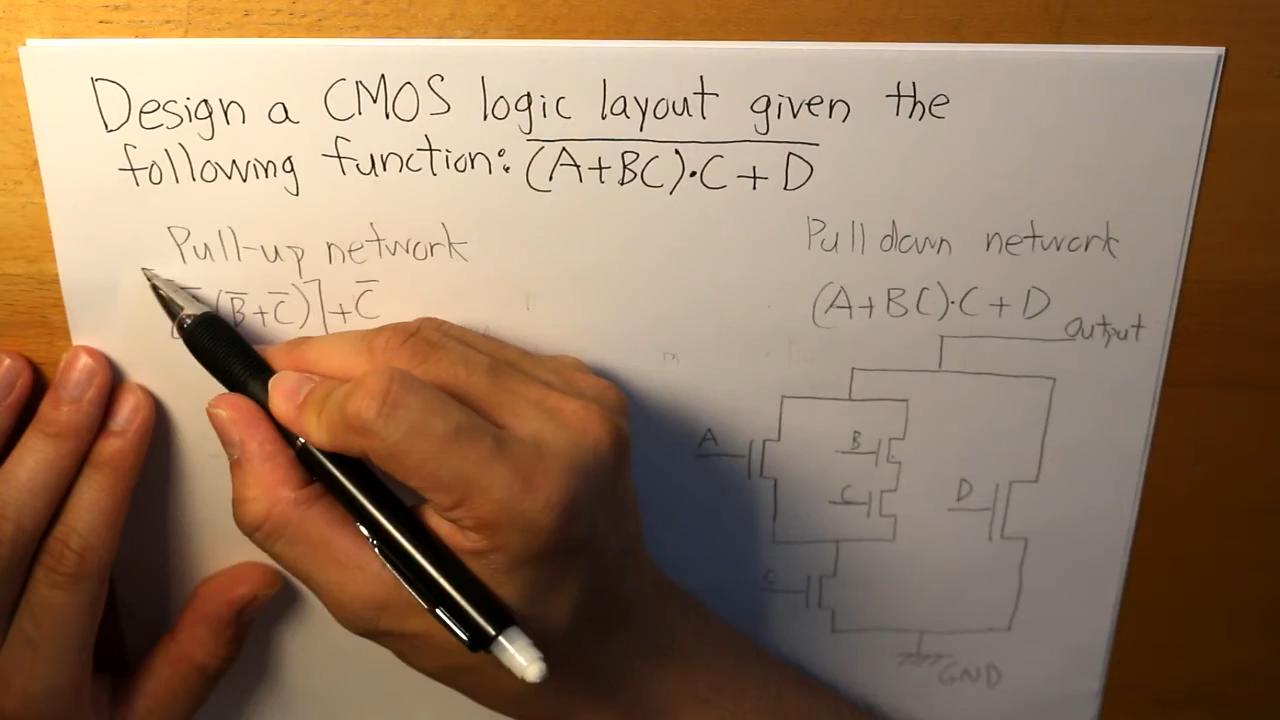 Design a CMOS logic layout given the
following function: (A+BC)·C+D
Pull-up network
(B̅+C̅)]+C̅
Pull down network
(A+BC)·C+D
output
A
B
C
D
C
GND